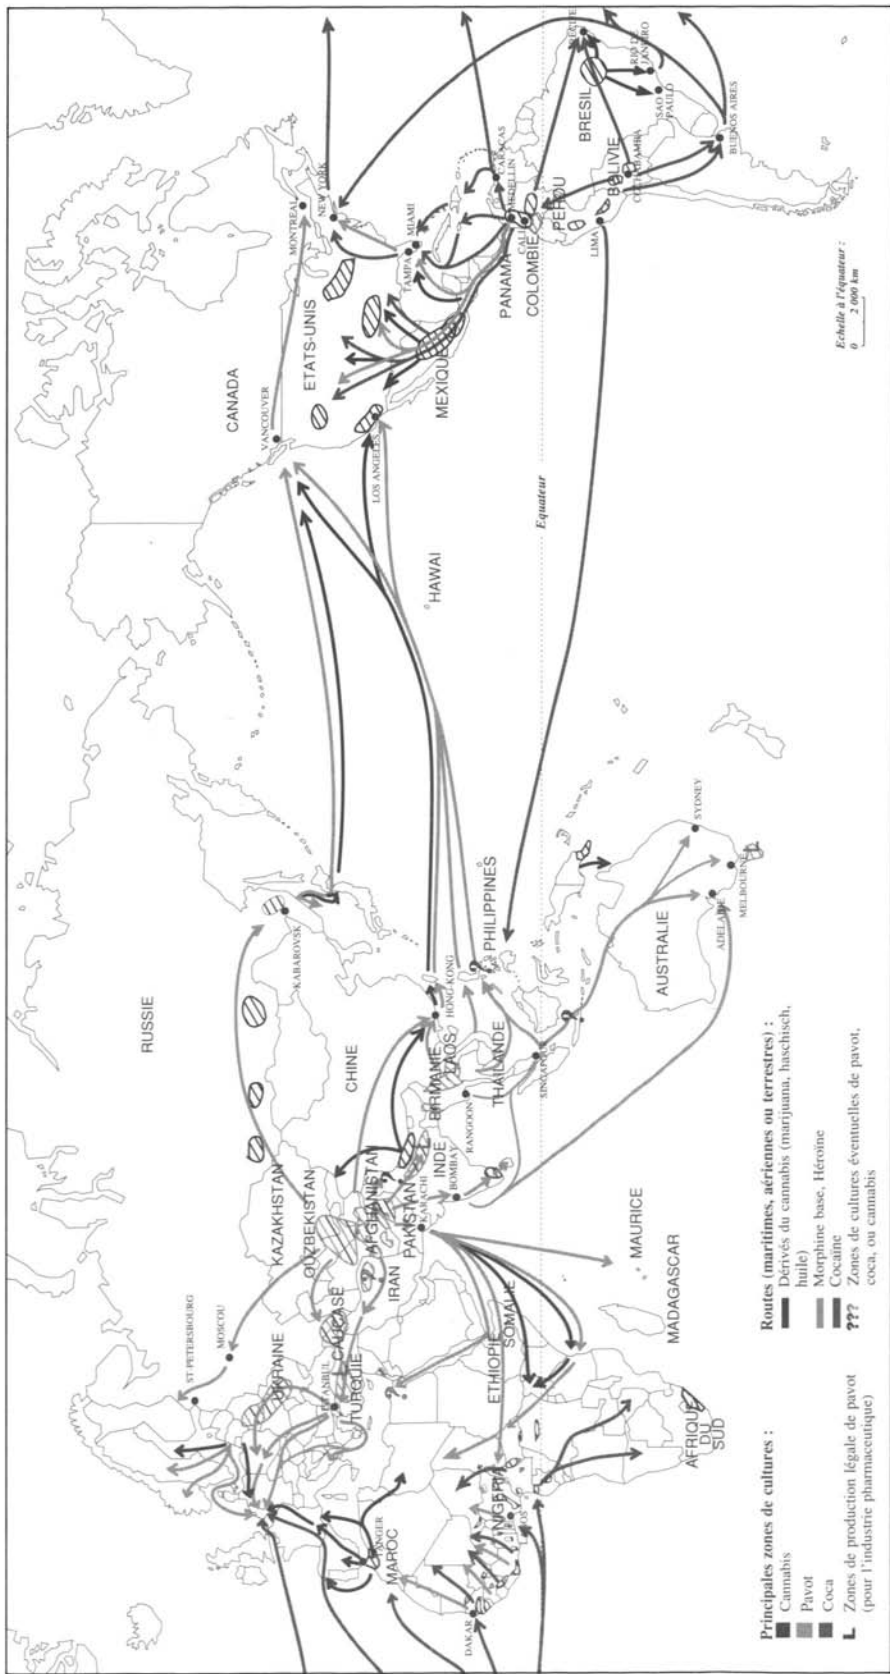 RUSSIE
CANADA
ST-PETERSBOURG
MOSCOU
VANCOUVER
MONTREAL
KABAROVSK
UKRAINE
KAZAKHSTAN
ETATS-UNIS
NEW YORK
OUZBEKISTAN
CAUCASE
ISTANBUL
TURQUIE
CHINE
LOS ANGELES
TAMPA
MIAMI
TANGER
MAROC
IRAN
AFGHANISTAN
PAKISTAN
KARACHI
INDE
BOMBAY
BIRMANIE
LAOS
HONG-KONG
HAWAI
MEXIQUE
DAKAR
RANGOON
THAILANDE
PHILIPPINES
PANAMA
CARACAS
MEDELLIN
NIGERIA
LAGOS
ETHIOPIE
SOMALIE
SINGAPOUR
COLOMBIE
CALI
Equateur
PEROU
BRESIL
RECIFE
LIMA
BOLIVIE
COCHABAMBA
RIO DE
JANEIRO
SAO
PAULO
MAURICE
MADAGASCAR
AUSTRALIE
SYDNEY
ADELAIDE
MELBOURNE
AFRIQUE
DU
SUD
BUENOS AIRES
Echelle à l'équateur :
0 2 000 km
Principales zones de cultures :
Cannabis
Pavot
Coca
L Zones de production légale de pavot
(pour l'industrie pharmaceutique)
Routes (maritimes, aériennes ou terrestres) :
Dérivés du cannabis (marijuana, haschisch,
huile)
Morphine base, Héroïne
Cocaïne
??? Zones de cultures éventuelles de pavot,
coca, ou cannabis